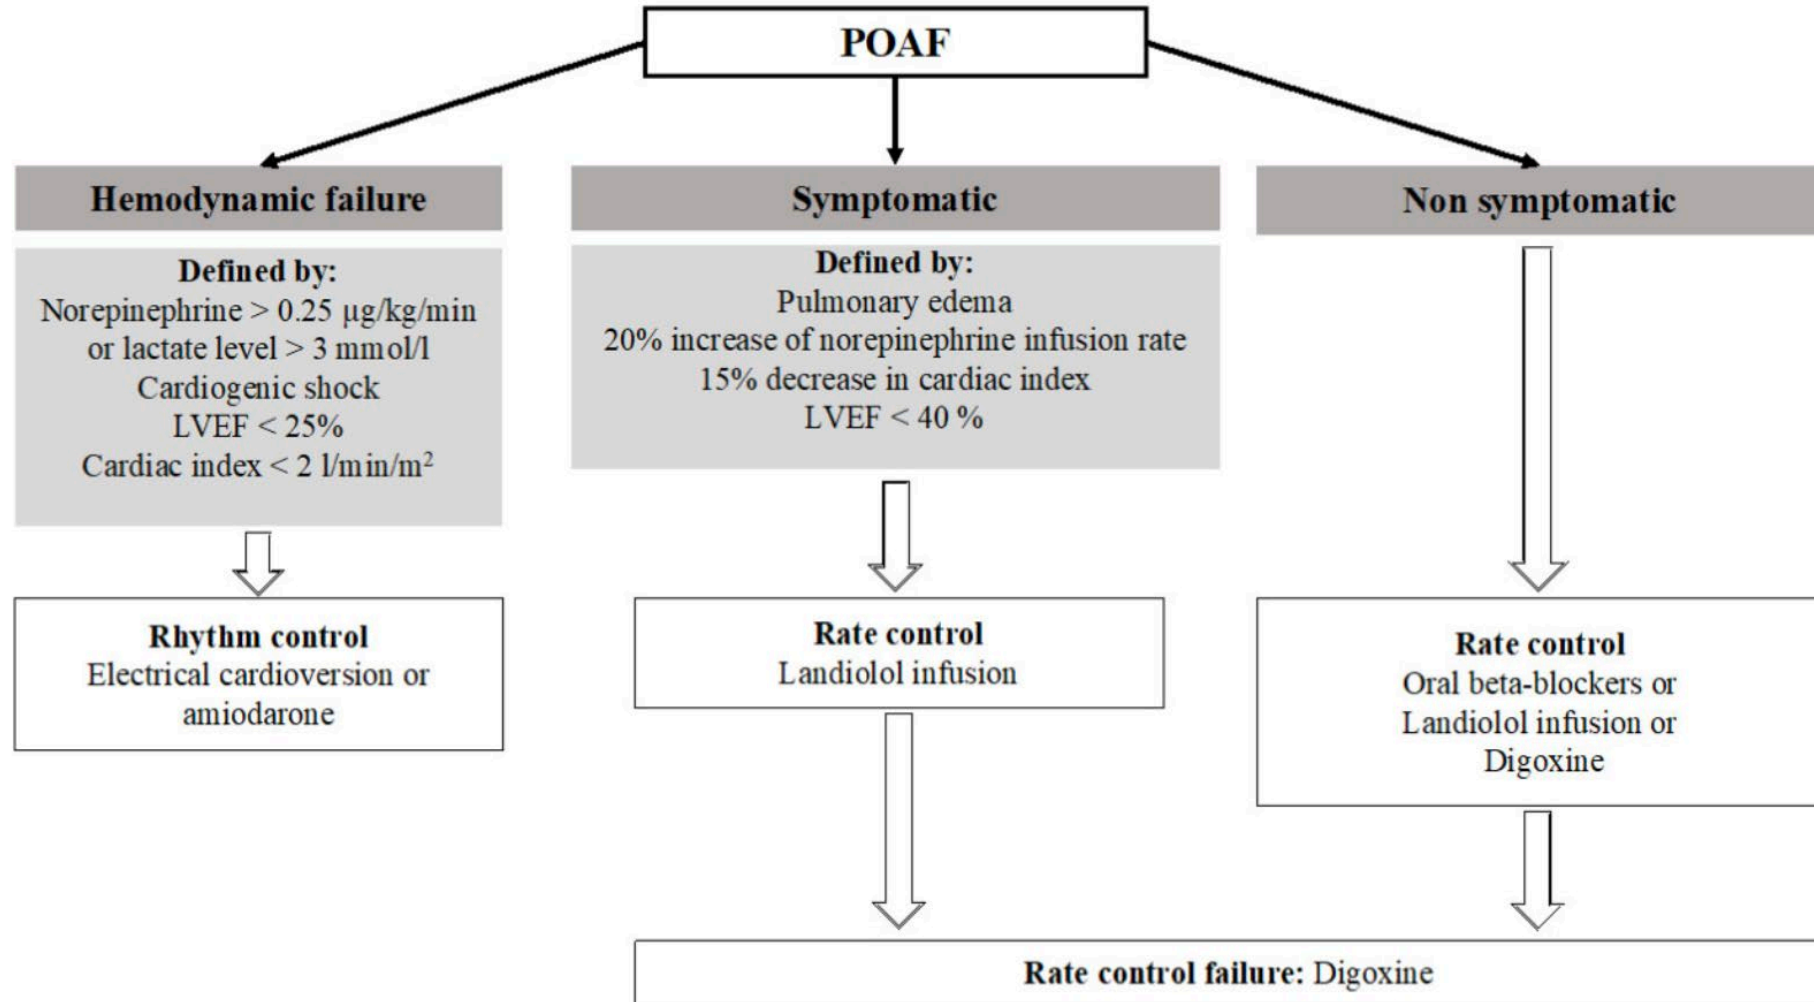 POAF
Hemodynamic failure
Defined by:
Norepinephrine > 0.25 µg/kg/min
or lactate level > 3 mmol/l
Cardiogenic shock
LVEF < 25%
Cardiac index < 2 l/min/m²
Rhythm control
Electrical cardioversion or
amiodarone
Symptomatic
Defined by:
Pulmonary edema
20% increase of norepinephrine infusion rate
15% decrease in cardiac index
LVEF < 40 %
Rate control
Landiolol infusion
Non symptomatic
Rate control
Oral beta-blockers or
Landiolol infusion or
Digoxine
Rate control failure: Digoxine